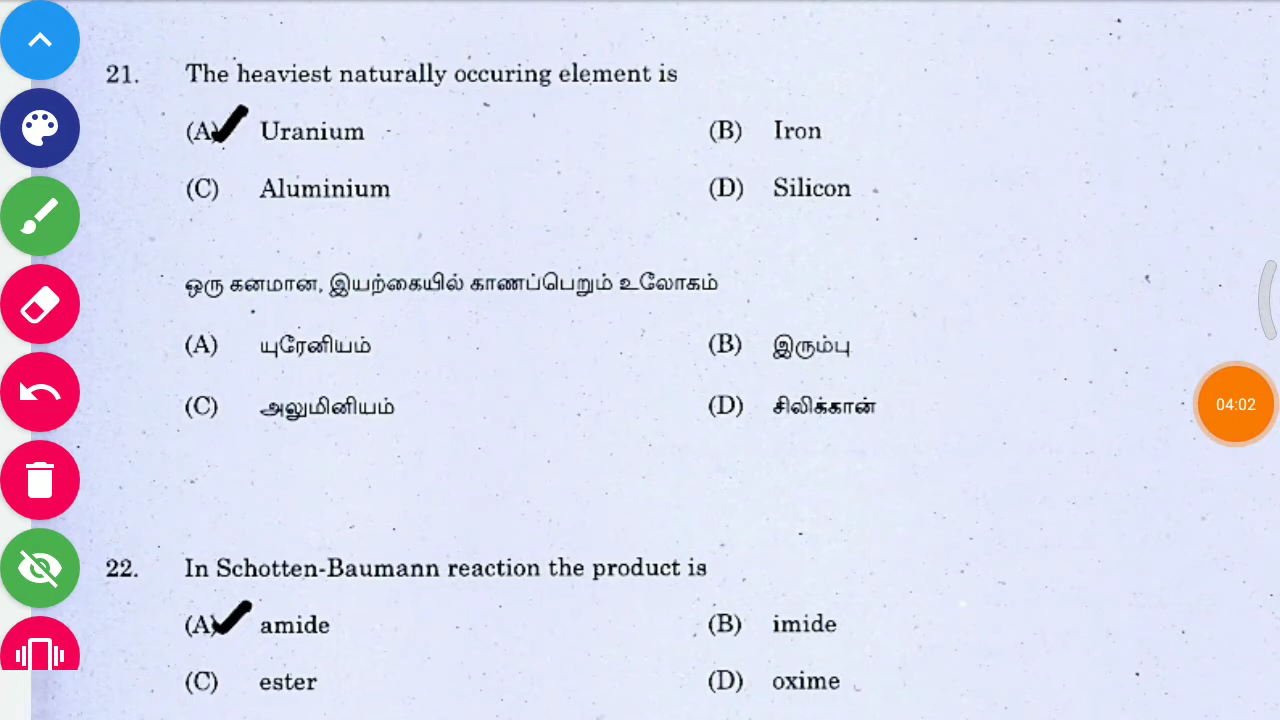 21. The heaviest naturally occuring element is
(A) Uranium (B) Iron
(C) Aluminium (D) Silicon
ஒரு கனமான, இயற்கையில் காணப்பெறும் உலோகம்
(A) யுரேனியம் (B) இரும்பு
(C) அலுமினியம் (D) சிலிக்கான்
04:02
22. In Schotten-Baumann reaction the product is
(A) amide (B) imide
(C) ester (D) oxime